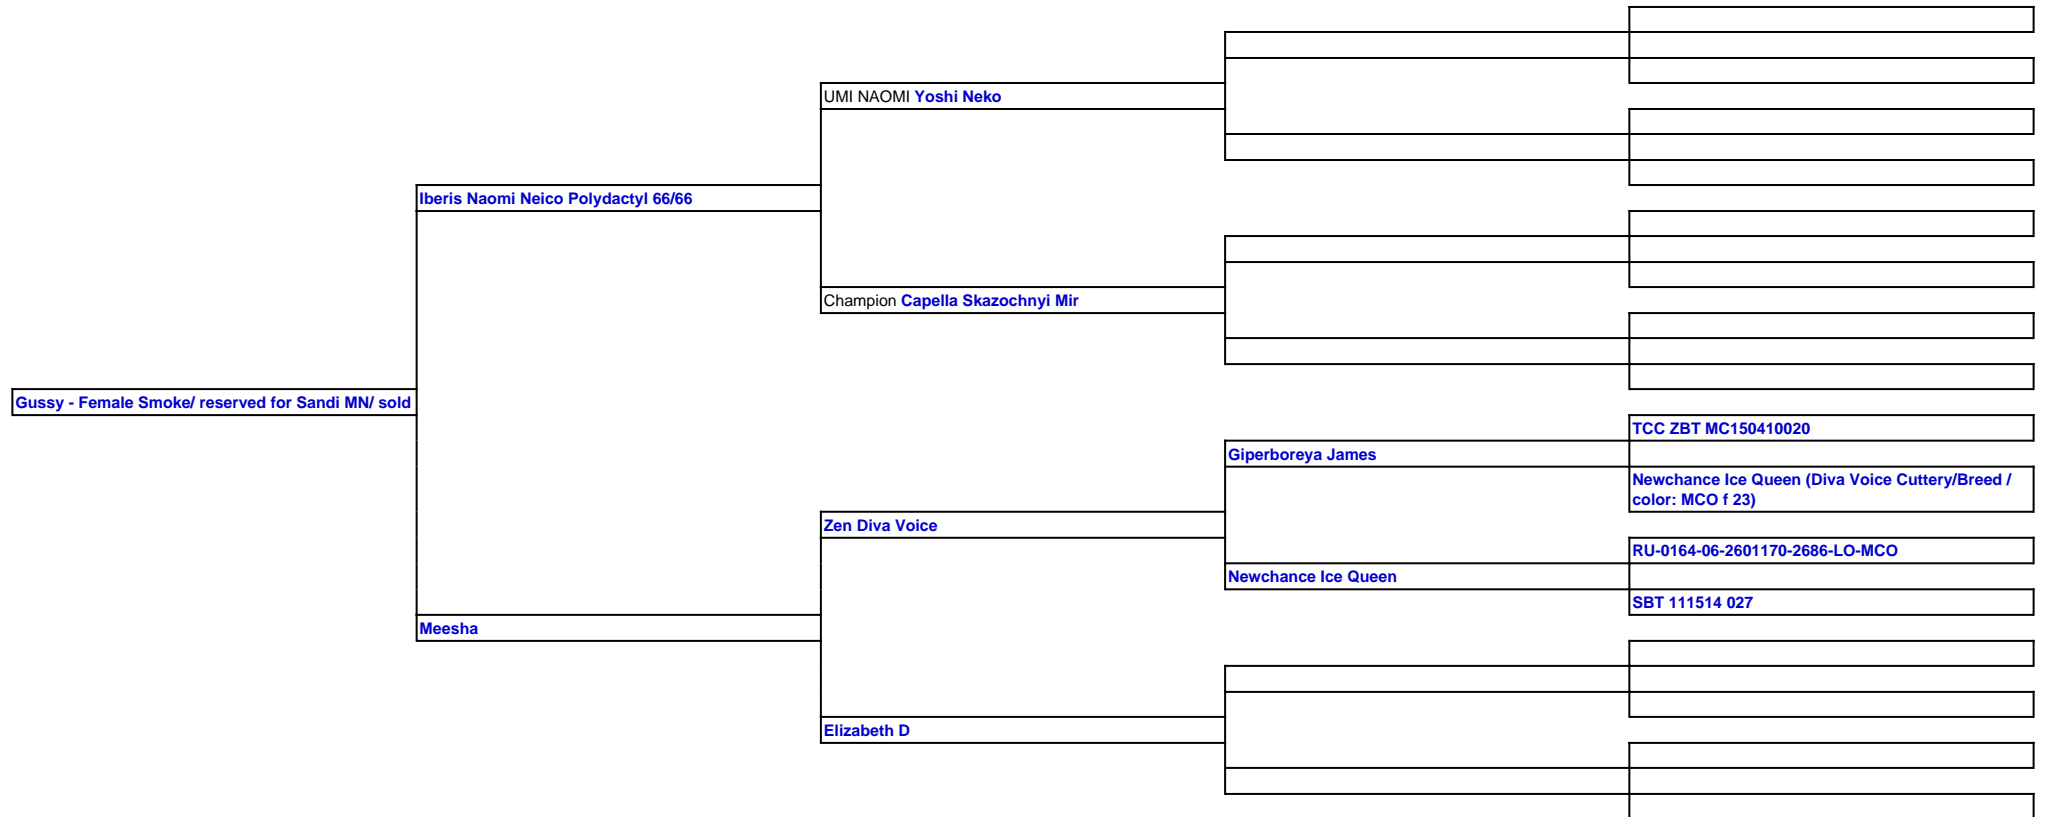 UMI NAOMI Yoshi Neko
Iberis Naomi Neico Polydactyl 66/66
Champion Capella Skazochnyi Mir
Gussy - Female Smoke/ reserved for Sandi MN/ sold
TCC ZBT MC150410020
Giperboreya James
Newchance Ice Queen (Diva Voice Cuttery/Breed /
color: MCO f 23)
Zen Diva Voice
RU-0164-06-2601170-2686-LO-MCO
Newchance Ice Queen
SBT 111514 027
Meesha
Elizabeth D